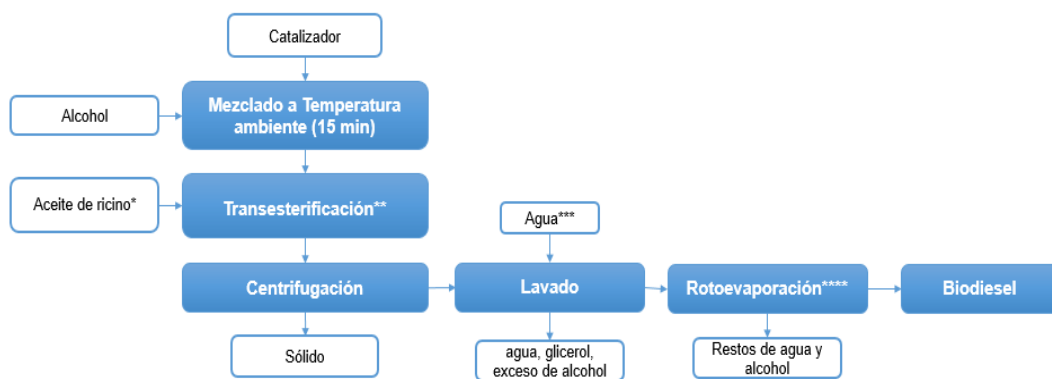 Catalizador
Alcohol
Mezclado a Temperatura
ambiente (15 min)
Aceite de ricino*
Transesterificación**
Agua***
Centrifugación
Lavado
Rotoevaporación****
Biodiesel
Sólido
agua, glicerol,
exceso de alcohol
Restos de agua y
alcohol